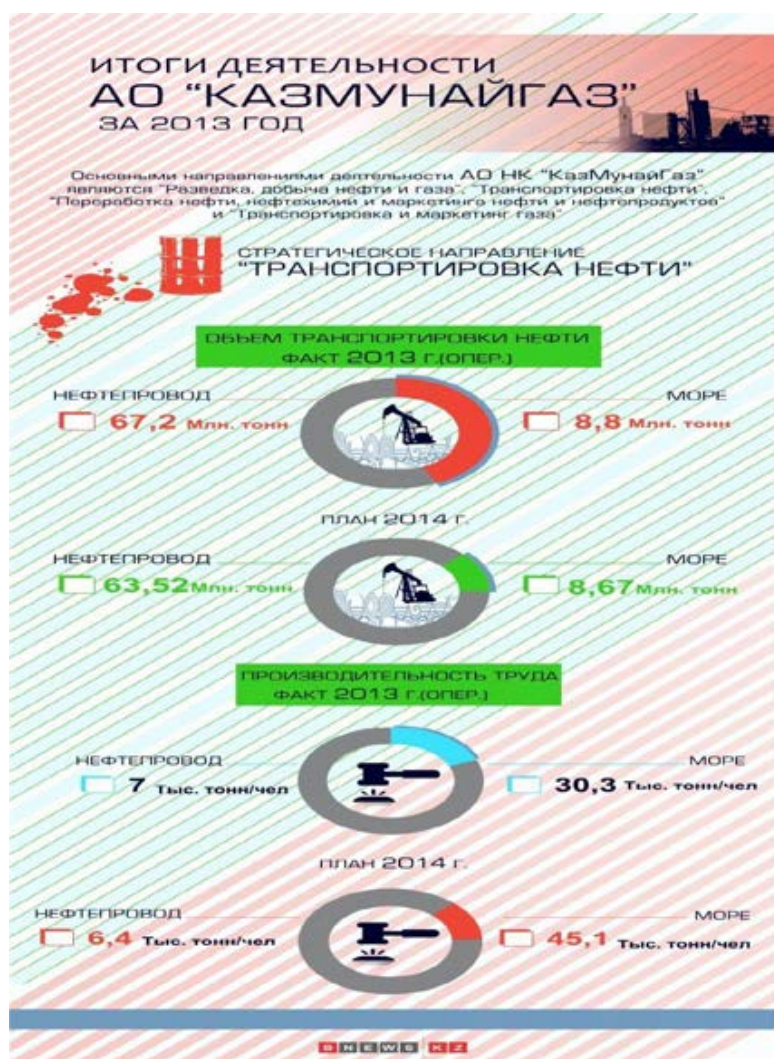 ИТОГИ ДЕЯТЕЛЬНОСТИ
АО "КАЗМУНАЙГАЗ"
ЗА 2013 ГОД
Основными направлениями деятельности АО НК "КазМунайГаз"
являются "Разведка, добыча нефти и газа", "Транспортировка нефти",
"Переработка нефти, нефтехимии и маркетинга нефти и нефтепродуктов"
и "Транспортировка и маркетинг газа"
СТРАТЕГИЧЕСКОЕ НАПРАВЛЕНИЕ
"ТРАНСПОРТИРОВКА НЕФТИ"
ОБЪЕМ ТРАНСПОРТИРОВКИ НЕФТИ
ФАКТ 2013 Г.(ОПЕР.)
НЕФТЕПРОВОД МОРЕ
67,2 Млн. тонн 8,8 Млн. тонн
ПЛАН 2014 Г.
НЕФТЕПРОВОД МОРЕ
63,52 Млн. тонн 8,67 Млн. тонн
ПРОИЗВОДИТЕЛЬНОСТЬ ТРУДА
ФАКТ 2013 Г.(ОПЕР.)
НЕФТЕПРОВОД МОРЕ
7 Тыс. тонн/чел 30,3 Тыс. тонн/чел
ПЛАН 2014 Г.
НЕФТЕПРОВОД МОРЕ
6,4 Тыс. тонн/чел 45,1 Тыс. тонн/чел
BNEWS KZ